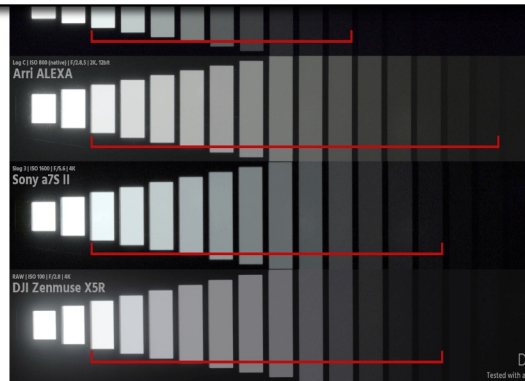 Log C | ISO 800 (native) | F/2.8,5 | 2K, 12bit
Arri ALEXA
Slog 3 | ISO 1600 | F/5.6 | 4K
Sony a7S II
RAW | ISO 100 | F/2.8 | 4K
DJI Zenmuse X5R
D
Tested with a